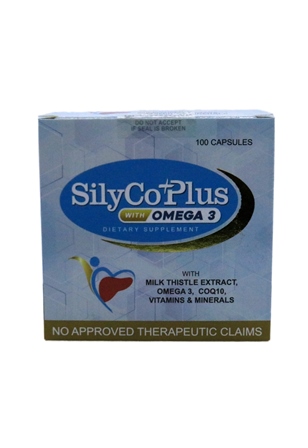 DO NOT ACCEPT
IF SEAL IS BROKEN
100 CAPSULES
SilyCoPlus
WITH OMEGA 3
DIETARY SUPPLEMENT
WITH
MILK THISTLE EXTRACT,
OMEGA 3, COQ10,
VITAMINS & MINERALS
NO APPROVED THERAPEUTIC CLAIMS